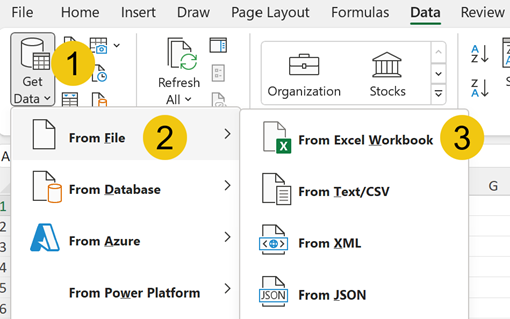 File Home Insert Draw Page Layout Formulas Data Review
Get Data
1
Refresh All
Organization
Stocks
A Z
Z A
From File
2
From Database
From Azure
From Power Platform
From Excel Workbook
3
From Text/CSV
From XML
JSON
From JSON
A
G
1
2
3
4
5
6